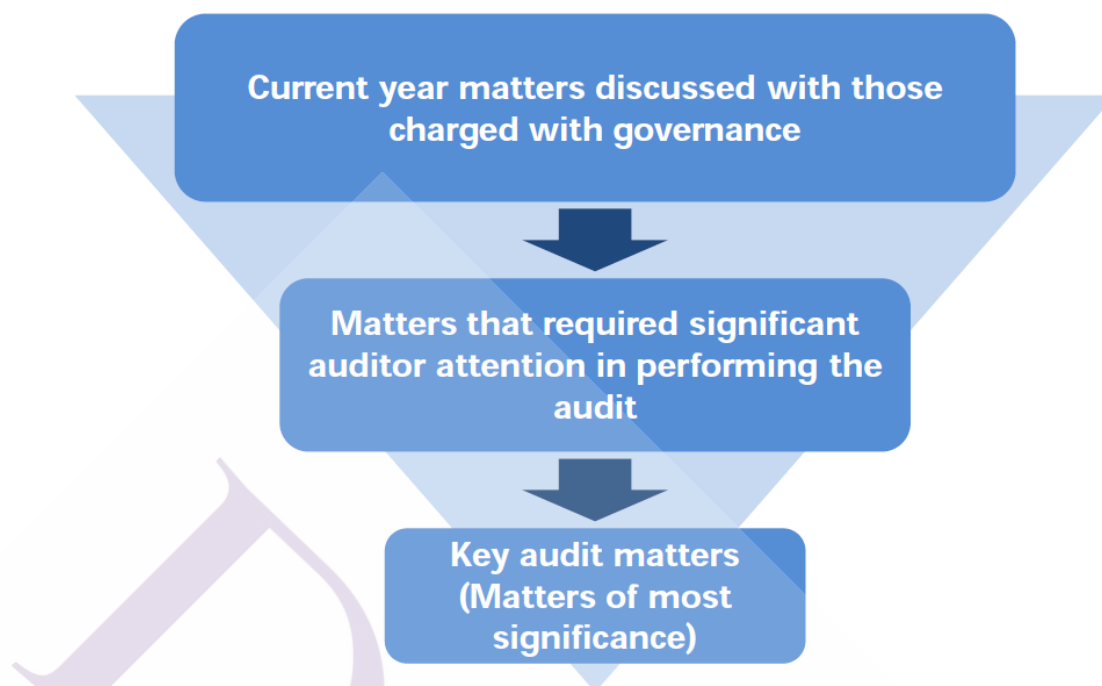 Current year matters discussed with those
charged with governance
Matters that required significant
auditor attention in performing the
audit
Key audit matters
(Matters of most
significance)